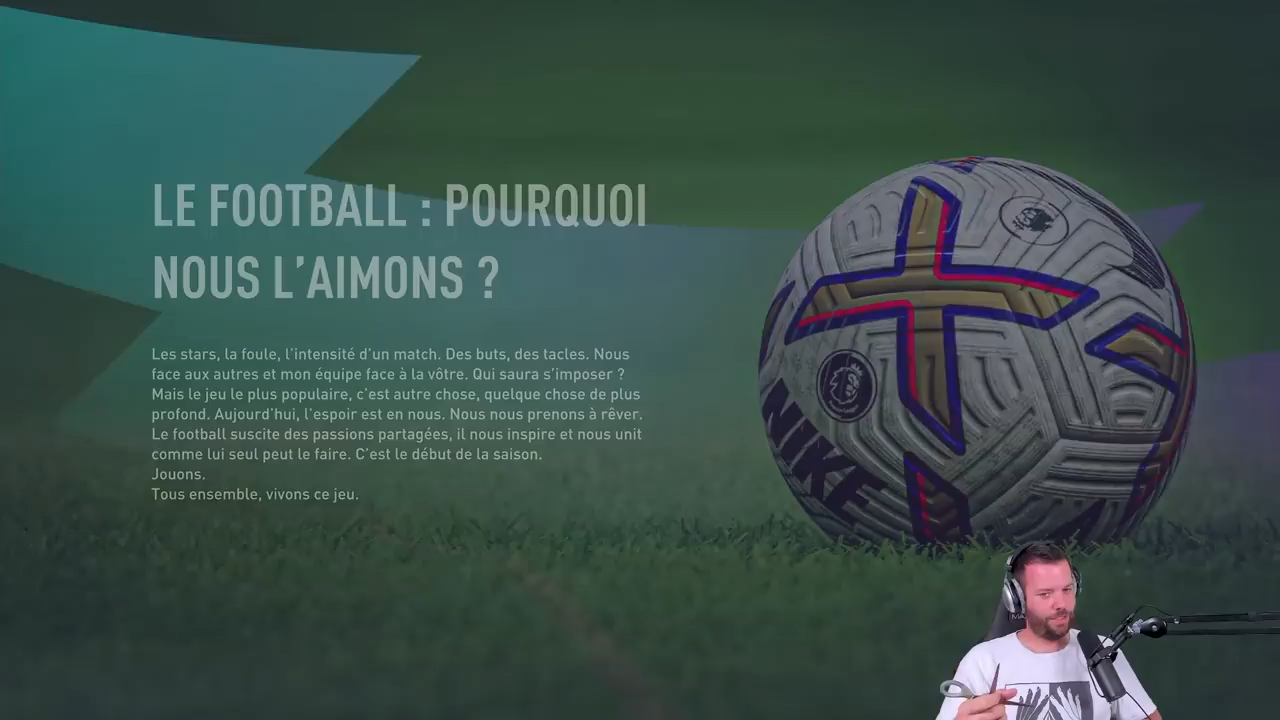 LE FOOTBALL : POURQUOI
NOUS L'AIMONS ?
Les stars, la foule, l'intensité d'un match. Des buts, des tacles. Nous
face aux autres et mon équipe face à la vôtre. Qui saura s'imposer ?
Mais le jeu le plus populaire, c'est autre chose, quelque chose de plus
profond. Aujourd'hui, l'espoir est en nous. Nous nous prenons à rêver.
Le football suscite des passions partagées, il nous inspire et nous unit
comme lui seul peut le faire. C'est le début de la saison.
Jouons.
Tous ensemble, vivons ce jeu.
NIKE